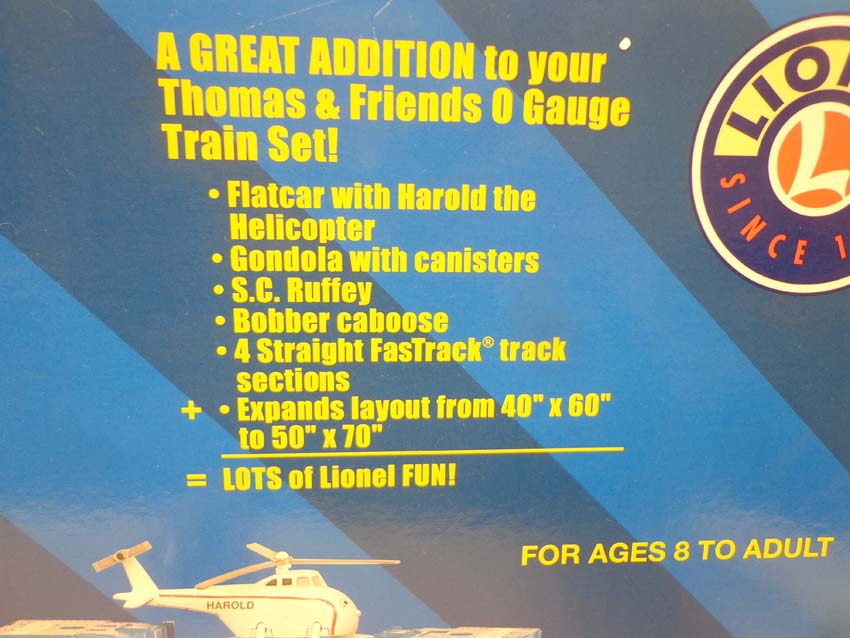 A GREAT ADDITION to your
Thomas & Friends O Gauge
Train Set!
• Flatcar with Harold the
Helicopter
• Gondola with canisters
• S.C. Ruffey
• Bobber caboose
• 4 Straight FasTrack® track
sections
+ • Expands layout from 40" x 60"
to 50" x 70"
= LOTS of Lionel FUN!
FOR AGES 8 TO ADULT
HAROLD
L
SINCE